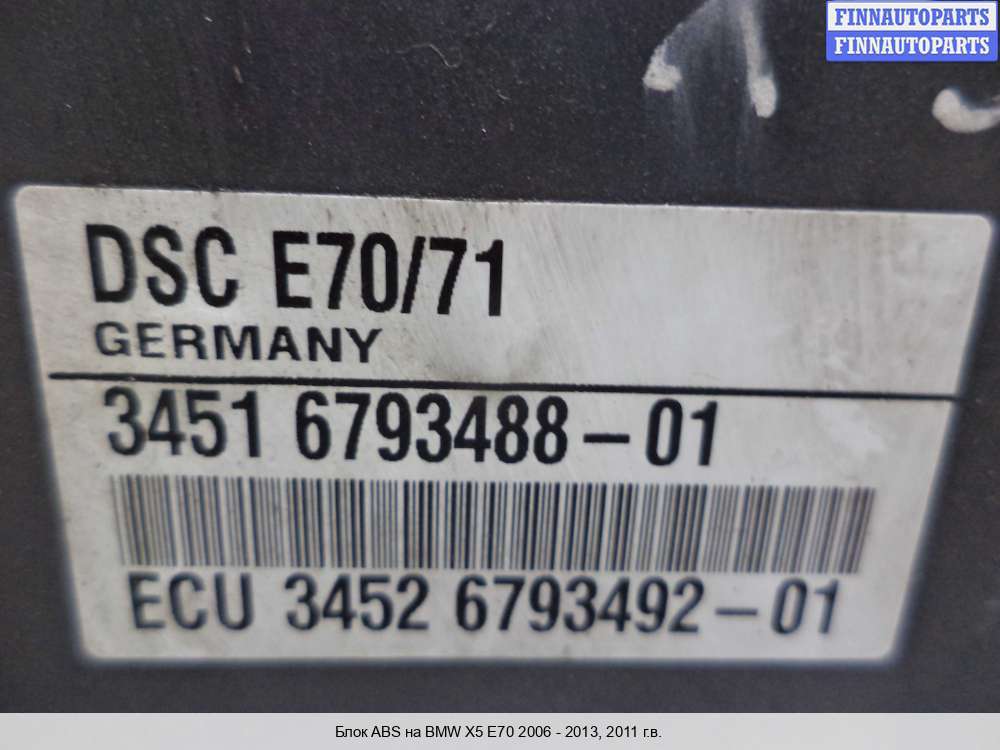 FINNAUTOPARTS
FINNAUTOPARTS
DSC E70/71
GERMANY
3451 6793488-01
ECU 3452 6793492-01
Блок ABS на BMW X5 E70 2006 - 2013, 2011 г.в.